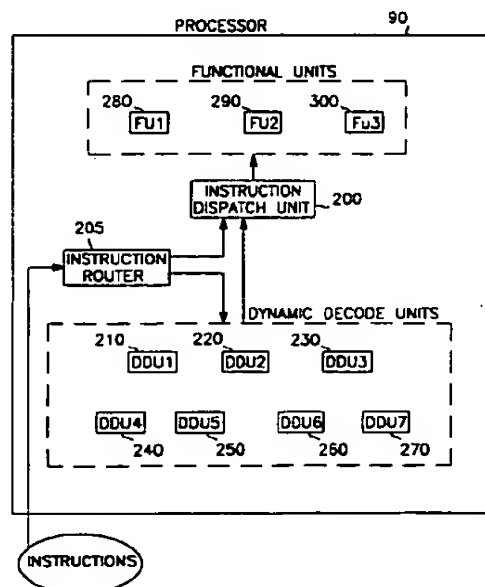 PROCESSOR
90
FUNCTIONAL UNITS
280 290 300
FU1 FU2 Fu3
INSTRUCTION
DISPATCH UNIT
200
205
INSTRUCTION
ROUTER
DYNAMIC DECODE UNITS
210 220 230
DDU1 DDU2 DDU3
DDU4 DDU5 DDU6 DDU7
240 250 260 270
INSTRUCTIONS